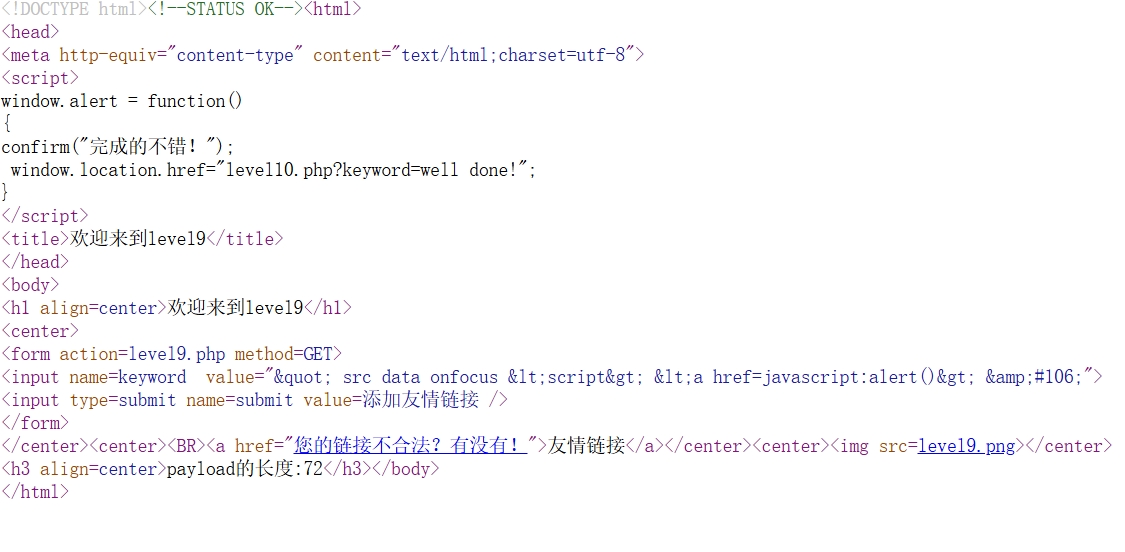 <!DOCTYPE html><!--STATUS OK--><html>
<head>
<meta http-equiv="content-type" content="text/html;charset=utf-8">
<script>
window.alert = function()
{
confirm("完成的不错！");
 window.location.href="level10.php?keyword=well done!";
}
</script>
<title>欢迎来到level9</title>
</head>
<body>
<h1 align=center>欢迎来到level9</h1>
<center>
<form action=level9.php method=GET>
<input name=keyword  value="&quot; src data onfocus &lt;script&gt; &lt;a href=javascript:alert()&gt; &amp;#106;">
<input type=submit name=submit value=添加友情链接 />
</form>
</center><center><BR><a href="您的链接不合法？有没有！">友情链接</a></center><center><img src=level9.png></center>
<h3 align=center>payload的长度:72</h3></body>
</html>